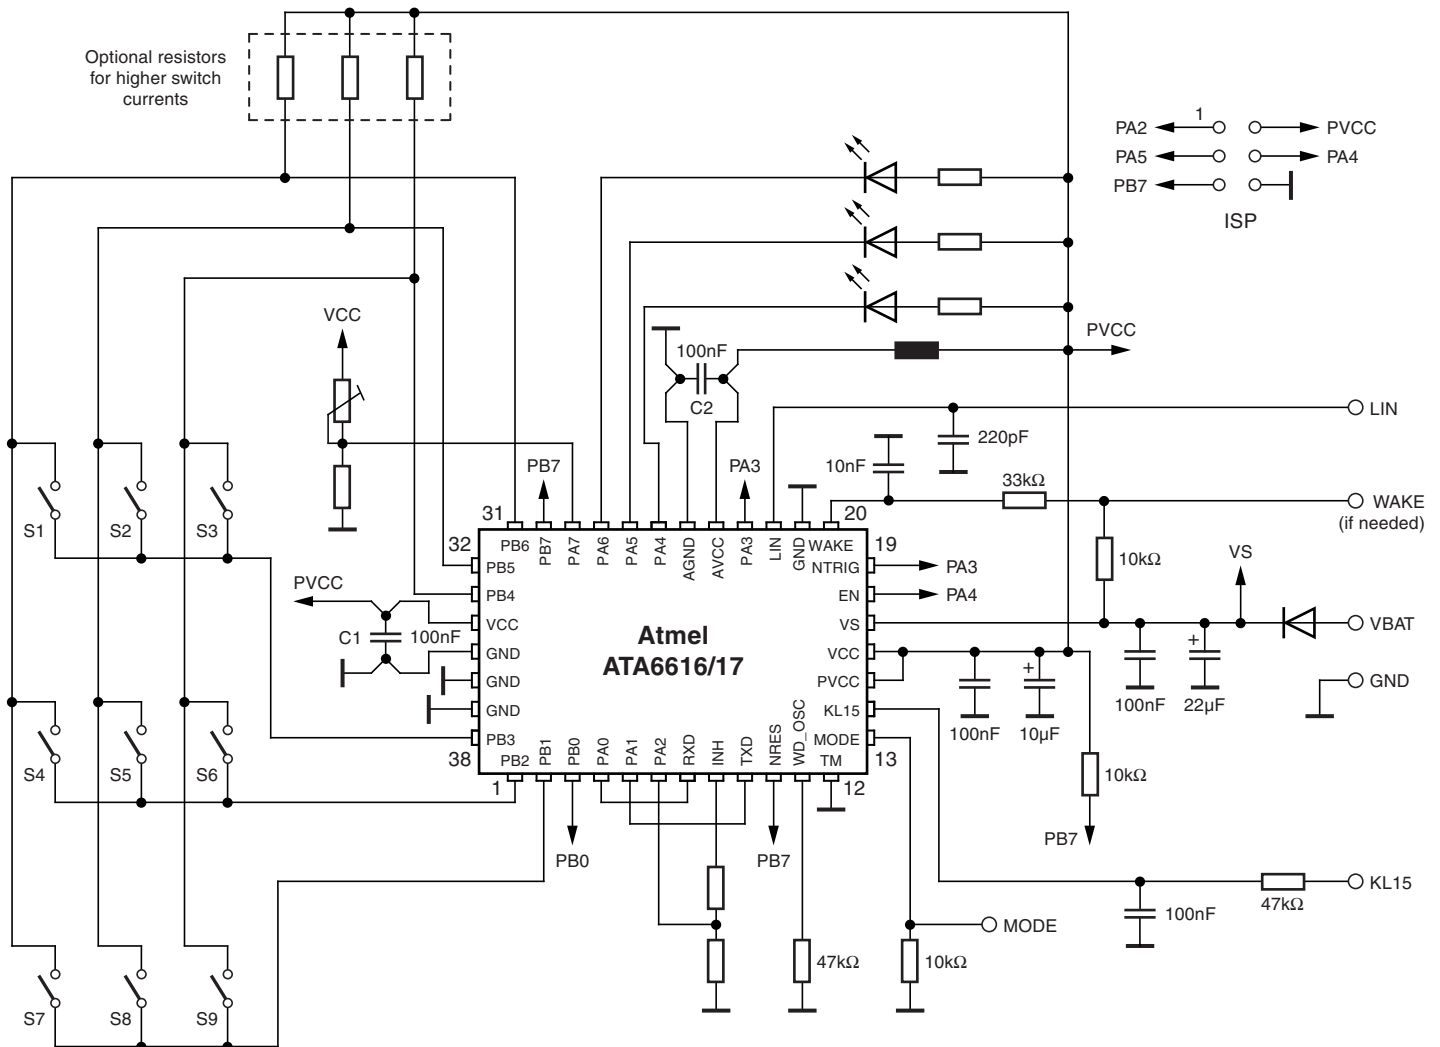 Optional resistors
for higher switch
currents
1
PA2
PVCC
PA5
PA4
PB7
ISP
VCC
PVCC
100nF
C2
LIN
220pF
10nF
33kΩ
WAKE
(if needed)
PB7
PA3
S1
S2
S3
31
20
32
19
PB6
PB7
PA7
PA6
PA5
PA4
AGND
AVCC
PA3
LIN
GND
WAKE
PB5
NTRIG
PA3
10kΩ
VS
PVCC
PB4
EN
PA4
C1
100nF
VCC
VS
VBAT
Atmel
ATA6616/17
GND
VCC
+
+
GND
PVCC
GND
100nF
22µF
GND
KL15
100nF
10µF
PB3
MODE
38
13
PB2
PB1
PB0
PA0
PA1
PA2
RXD
INH
TXD
NRES
WD_OSC
TM
1
12
S4
S5
S6
10kΩ
PB0
PB7
PB7
KL15
47kΩ
100nF
MODE
47kΩ
10kΩ
S7
S8
S9